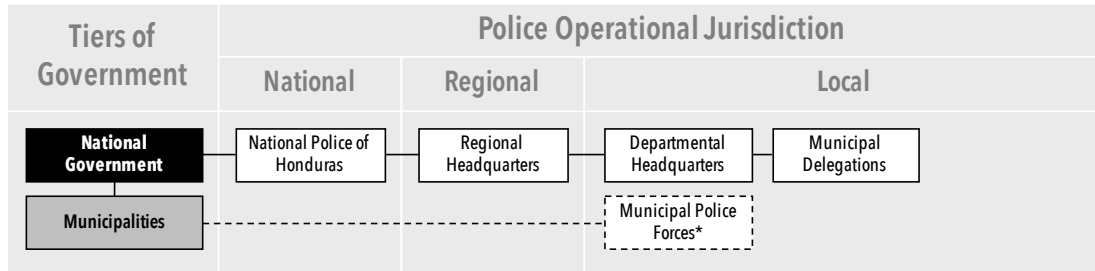 Tiers of
Government
Police Operational Jurisdiction
National
Regional
Local
National
Government
National Police of
Honduras
Regional
Headquarters
Departmental
Headquarters
Municipal
Delegations
Municipalities
Municipal Police
Forces*